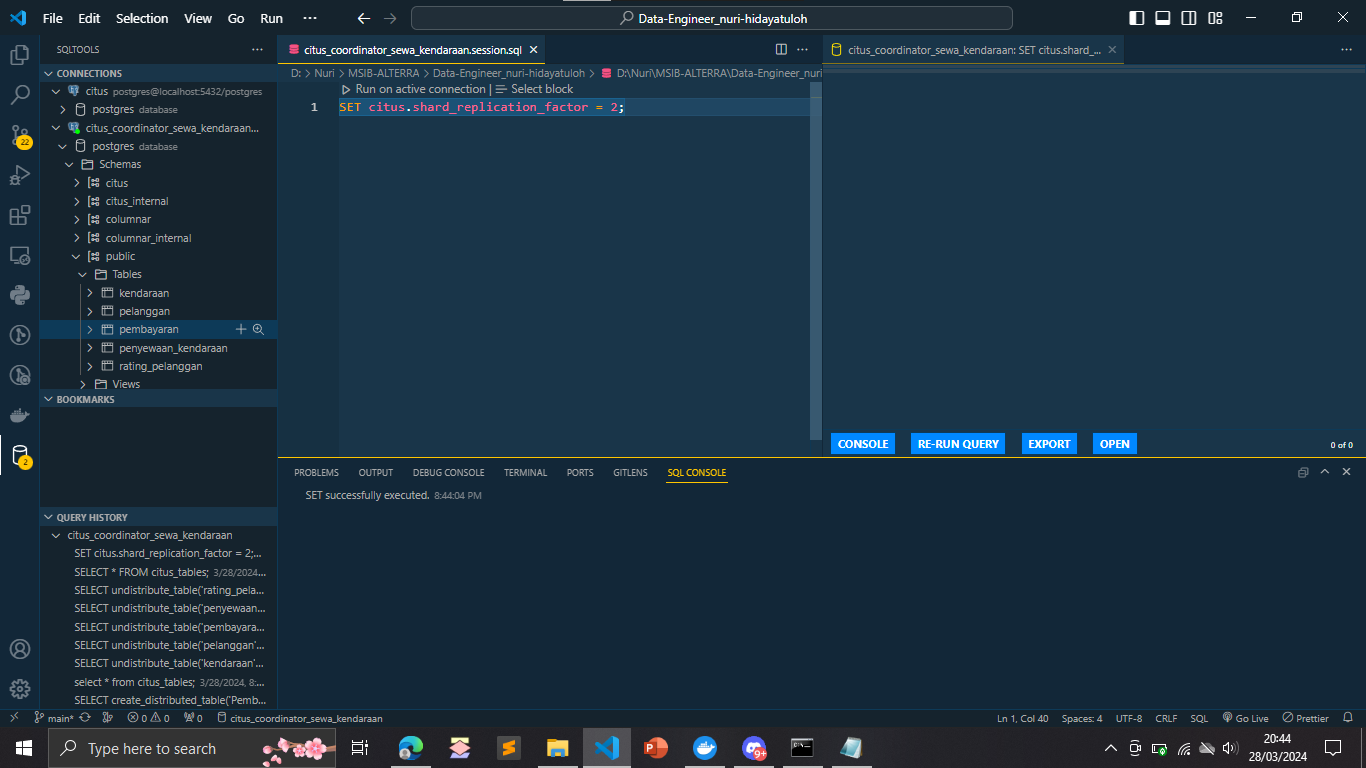 File Edit Selection View Go Run ··· Data-Engineer_nuri-hidayatuloh
SQLTOOLS
CONNECTIONS
citus postgres@localhost:5432/postgres
postgres database
citus_coordinator_sewa_kendaraan...
postgres database
Schemas
citus
citus_internal
columnar
columnar_internal
public
Tables
kendaraan
pelanggan
pembayaran
penyewaan_kendaraan
rating_pelanggan
Views
BOOKMARKS
QUERY HISTORY
citus_coordinator_sewa_kendaraan
SET citus.shard_replication_factor = 2;...
SELECT * FROM citus_tables; 3/28/2024...
SELECT undistribute_table('rating_pela...
SELECT undistribute_table('penyewaan...
SELECT undistribute_table('pembayara...
SELECT undistribute_table('pelanggan'...
SELECT undistribute_table('kendaraan'...
select * from citus_tables; 3/28/2024, 8:...
SELECT create_distributed_table('Pemb...
22
2
citus_coordinator_sewa_kendaraan.session.sql
D: > Nuri > MSIB-ALTERRA > Data-Engineer_nuri-hidayatuloh > D:\Nuri\MSIB-ALTERRA\Data-Engineer_nuri
Run on active connection | Select block
1 SET citus.shard_replication_factor = 2;
citus_coordinator_sewa_kendaraan: SET citus.shard_...
CONSOLE RE-RUN QUERY EXPORT OPEN 0 of 0
PROBLEMS OUTPUT DEBUG CONSOLE TERMINAL PORTS GITLENS SQL CONSOLE
SET successfully executed. 8:44:04 PM
main* 0 0 0 citus_coordinator_sewa_kendaraan Ln 1, Col 40 Spaces: 4 UTF-8 CRLF SQL Go Live Prettier
Type here to search
9+
20:44
28/03/2024